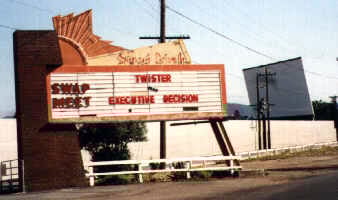 SWAP
MEET
TWISTER
EXECUTIVE DECISION